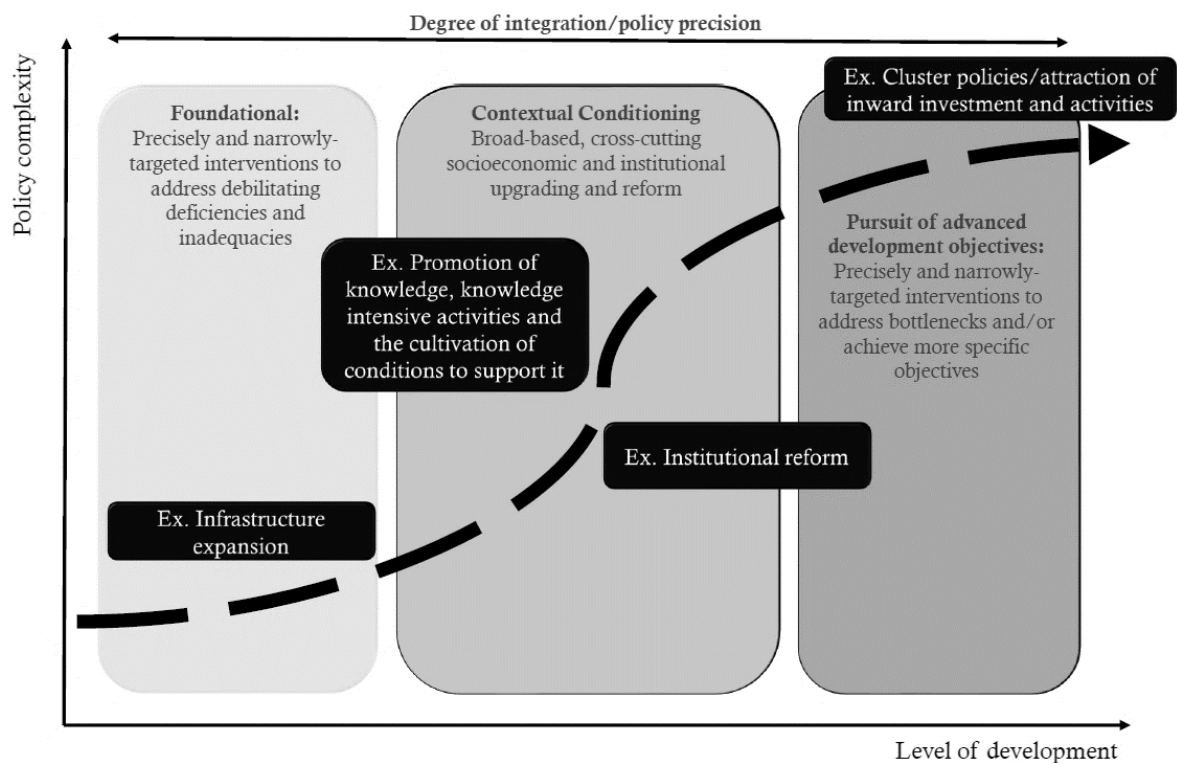 Degree of integration/policy precision
Policy complexity
Foundational:
Precisely and narrowly-
targeted interventions to
address debilitating
deficiencies and
inadequacies
Contextual Conditioning
Broad-based, cross-cutting
socioeconomic and institutional
upgrading and reform
Ex. Cluster policies/attraction of
inward investment and activities
Ex. Promotion of
knowledge, knowledge
intensive activities and
the cultivation of
conditions to support it
Pursuit of advanced
development objectives:
Precisely and narrowly-
targeted interventions to
address bottlenecks and/or
achieve more specific
objectives
Ex. Institutional reform
Ex. Infrastructure
expansion
Level of development